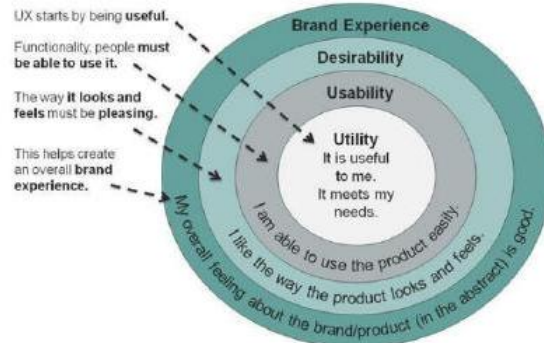 UX starts by being useful.
Functionality, people must
be able to use it.
The way it looks and
feels must be pleasing.
This helps create
an overall brand
experience.
Brand Experience
Desirability
Usability
Utility
It is useful
to me.
It meets my
needs.
I am able to use the product easily.
I like the way the product looks and feels.
My overall feeling about the brand/product (in the abstract) is good.